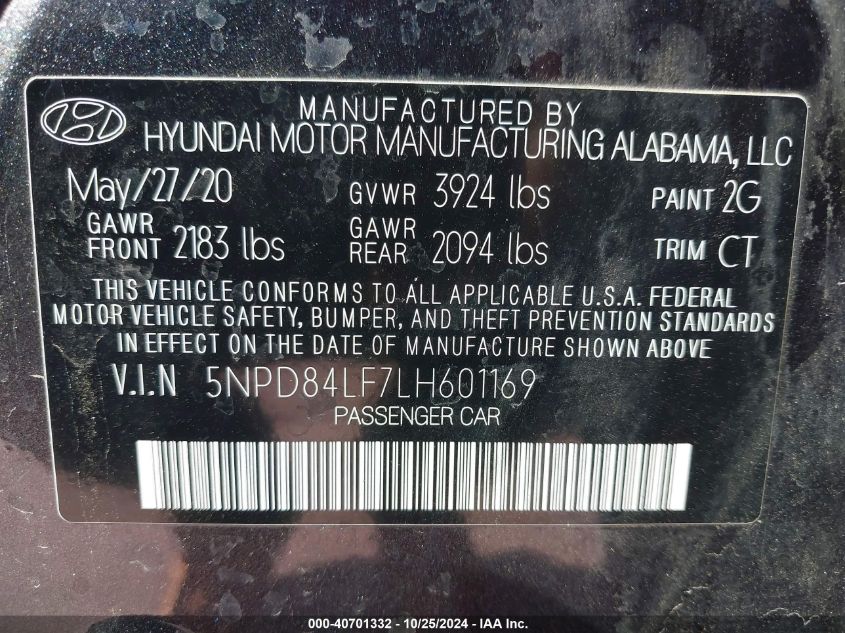 MANUFACTURED BY
HYUNDAI MOTOR MANUFACTURING ALABAMA, LLC
May/27/20 GVWR 3924 lbs PAINT 2G
GAWR FRONT 2183 lbs GAWR REAR 2094 lbs TRIM CT
THIS VEHICLE CONFORMS TO ALL APPLICABLE U.S.A. FEDERAL
MOTOR VEHICLE SAFETY, BUMPER, AND THEFT PREVENTION STANDARDS
IN EFFECT ON THE DATE OF MANUFACTURE SHOWN ABOVE
V.I.N 5NPD84LF7LH601169
PASSENGER CAR
000-40701332 - 10/25/2024 - IAA Inc.